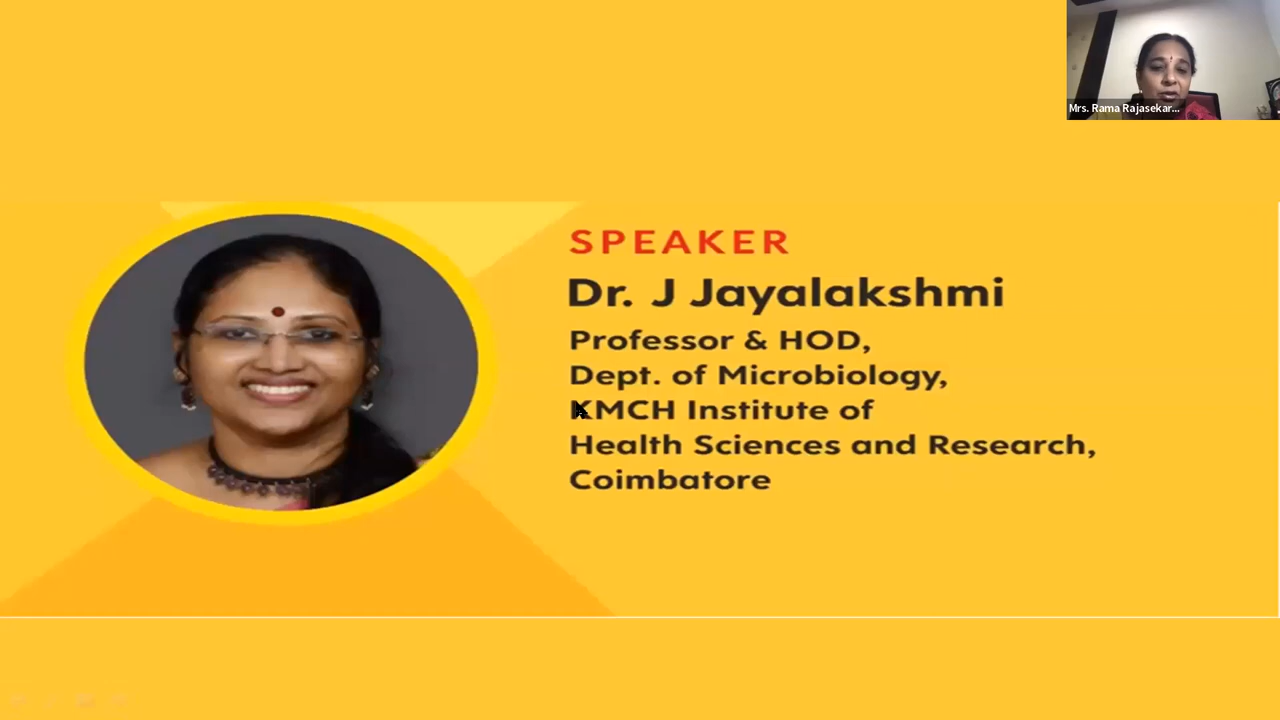 Mrs. Rama Rajasekar...
SPEAKER
Dr. J Jayalakshmi
Professor & HOD,
Dept. of Microbiology,
KMCH Institute of
Health Sciences and Research,
Coimbatore